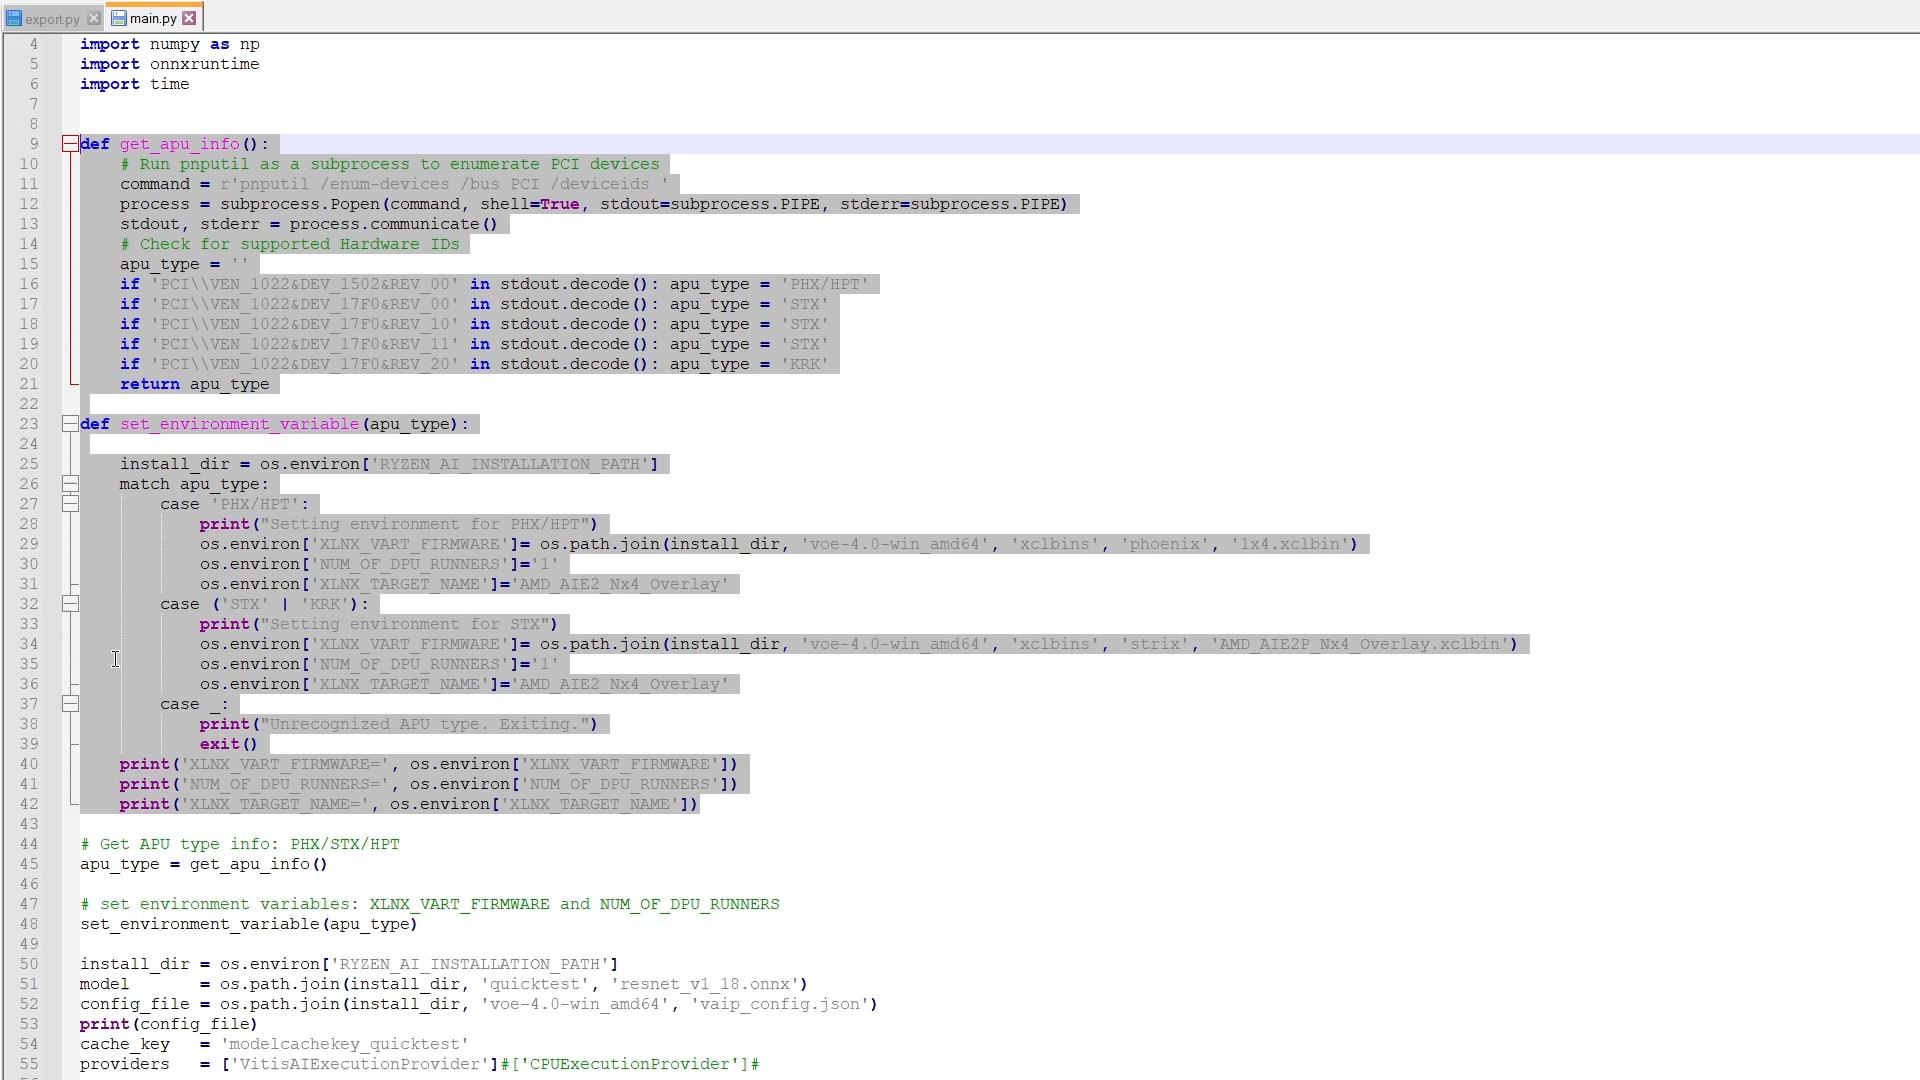 export.py
main.py
4 import numpy as np
5 import onnxruntime
6 import time
7
8
9 def get_apu_info():
10     # Run pnputil as a subprocess to enumerate PCI devices
11     command = r'pnputil /enum-devices /bus PCI /deviceids '
12     process = subprocess.Popen(command, shell=True, stdout=subprocess.PIPE, stderr=subprocess.PIPE)
13     stdout, stderr = process.communicate()
14     # Check for supported Hardware IDs
15     apu_type = ''
16     if 'PCI\\VEN_1022&DEV_1502&REV_00' in stdout.decode(): apu_type = 'PHX/HPT'
17     if 'PCI\\VEN_1022&DEV_17F0&REV_00' in stdout.decode(): apu_type = 'STX'
18     if 'PCI\\VEN_1022&DEV_17F0&REV_10' in stdout.decode(): apu_type = 'STX'
19     if 'PCI\\VEN_1022&DEV_17F0&REV_11' in stdout.decode(): apu_type = 'STX'
20     if 'PCI\\VEN_1022&DEV_17F0&REV_20' in stdout.decode(): apu_type = 'KRK'
21     return apu_type
22
23 def set_environment_variable(apu_type):
24
25     install_dir = os.environ['RYZEN_AI_INSTALLATION_PATH']
26     match apu_type:
27         case 'PHX/HPT':
28             print("Setting environment for PHX/HPT")
29             os.environ['XLNX_VART_FIRMWARE']= os.path.join(install_dir, 'voe-4.0-win_amd64', 'xclbins', 'phoenix', '1x4.xclbin')
30             os.environ['NUM_OF_DPU_RUNNERS']='1'
31             os.environ['XLNX_TARGET_NAME']='AMD_AIE2_Nx4_Overlay'
32         case ('STX' | 'KRK'):
33             print("Setting environment for STX")
34             os.environ['XLNX_VART_FIRMWARE']= os.path.join(install_dir, 'voe-4.0-win_amd64', 'xclbins', 'strix', 'AMD_AIE2P_Nx4_Overlay.xclbin')
35             os.environ['NUM_OF_DPU_RUNNERS']='1'
36             os.environ['XLNX_TARGET_NAME']='AMD_AIE2_Nx4_Overlay'
37         case _:
38             print("Unrecognized APU type. Exiting.")
39             exit()
40     print('XLNX_VART_FIRMWARE=', os.environ['XLNX_VART_FIRMWARE'])
41     print('NUM_OF_DPU_RUNNERS=', os.environ['NUM_OF_DPU_RUNNERS'])
42     print('XLNX_TARGET_NAME=', os.environ['XLNX_TARGET_NAME'])
43
44 # Get APU type info: PHX/STX/HPT
45 apu_type = get_apu_info()
46
47 # set environment variables: XLNX_VART_FIRMWARE and NUM_OF_DPU_RUNNERS
48 set_environment_variable(apu_type)
49
50 install_dir = os.environ['RYZEN_AI_INSTALLATION_PATH']
51 model       = os.path.join(install_dir, 'quicktest', 'resnet_v1_18.onnx')
52 config_file = os.path.join(install_dir, 'voe-4.0-win_amd64', 'vaip_config.json')
53 print(config_file)
54 cache_key   = 'modelcachekey_quicktest'
55 providers   = ['VitisAIExecutionProvider']#['CPUExecutionProvider']#